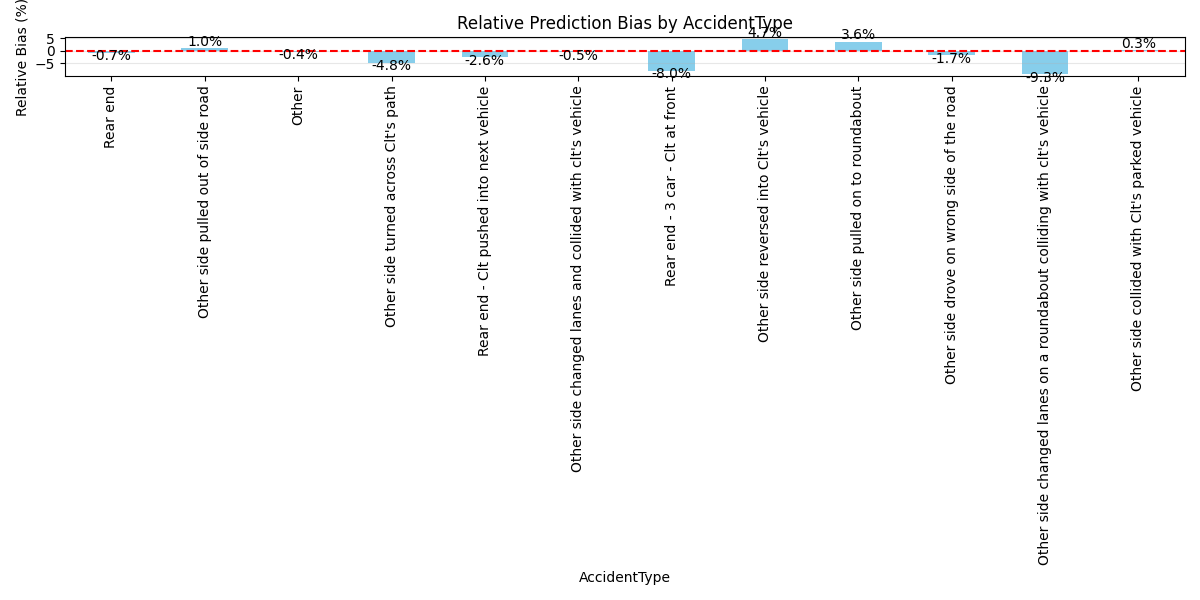 Relative Prediction Bias by AccidentType
Relative Bias (%)
5
0
−5
-0.7%
1.0%
-0.4%
-4.8%
-2.6%
-0.5%
-8.0%
4.7%
3.6%
-1.7%
-9.3%
0.3%
Rear end
Other side pulled out of side road
Other
Other side turned across Clt's path
Rear end - Clt pushed into next vehicle
Other side changed lanes and collided with clt's vehicle
Rear end - 3 car - Clt at front
Other side reversed into Clt's vehicle
Other side pulled on to roundabout
Other side drove on wrong side of the road
Other side changed lanes on a roundabout colliding with clt's vehicle
Other side collided with Clt's parked vehicle
AccidentType